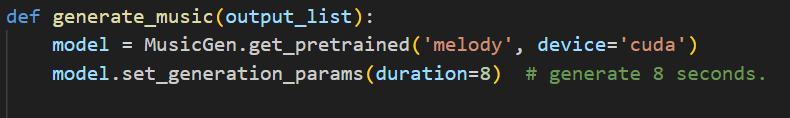 def generate_music(output_list):
    model = MusicGen.get_pretrained('melody', device='cuda')
    model.set_generation_params(duration=8)  # generate 8 seconds.